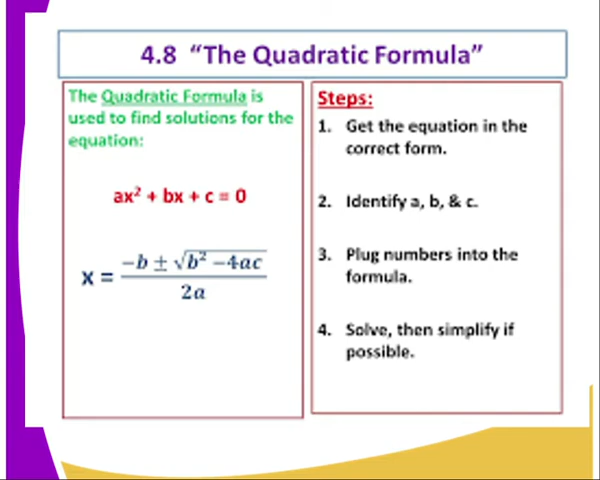 4.8 “The Quadratic Formula”
The Quadratic Formula is
used to find solutions for the
equation:
ax² + bx + c = 0
x = −b ± √b² −4ac
2a
Steps:
1. Get the equation in the
correct form.
2. Identify a, b, & c.
3. Plug numbers into the
formula.
4. Solve, then simplify if
possible.